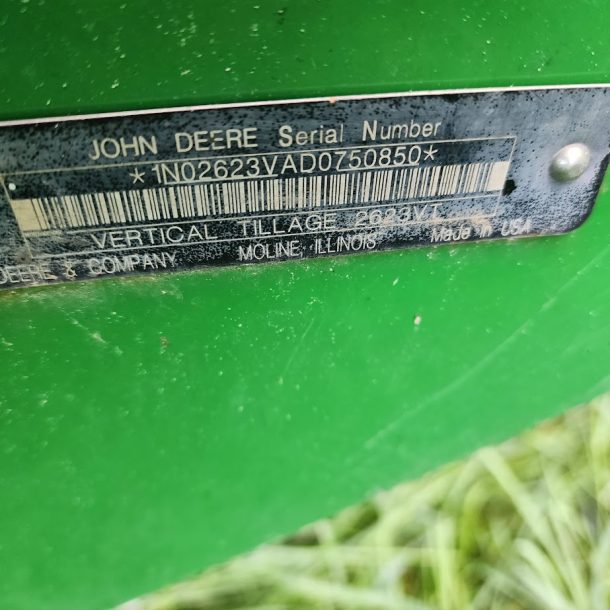 JOHN DEERE Serial Number
*1N02623VAD0750850*
VERTICAL TILLAGE 2623VT
DEERE & COMPANY MOLINE, ILLINOIS Made in USA